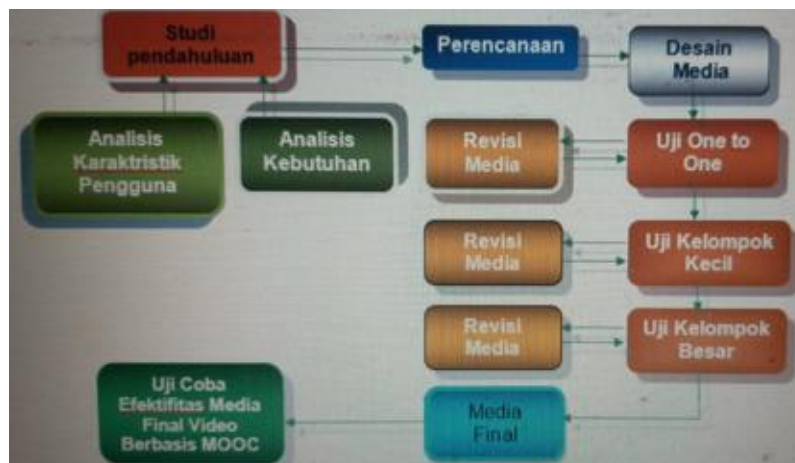 Studi
pendahuluan
Perencanaan
Desain
Media
Analisis
Karaktristik
Pengguna
Analisis
Kebutuhan
Revisi
Media
Uji One to
One
Revisi
Media
Uji Kelompok
Kecil
Revisi
Media
Uji Kelompok
Besar
Uji Coba
Efektifitas Media
Final Video
Berbasis MOOC
Media
Final